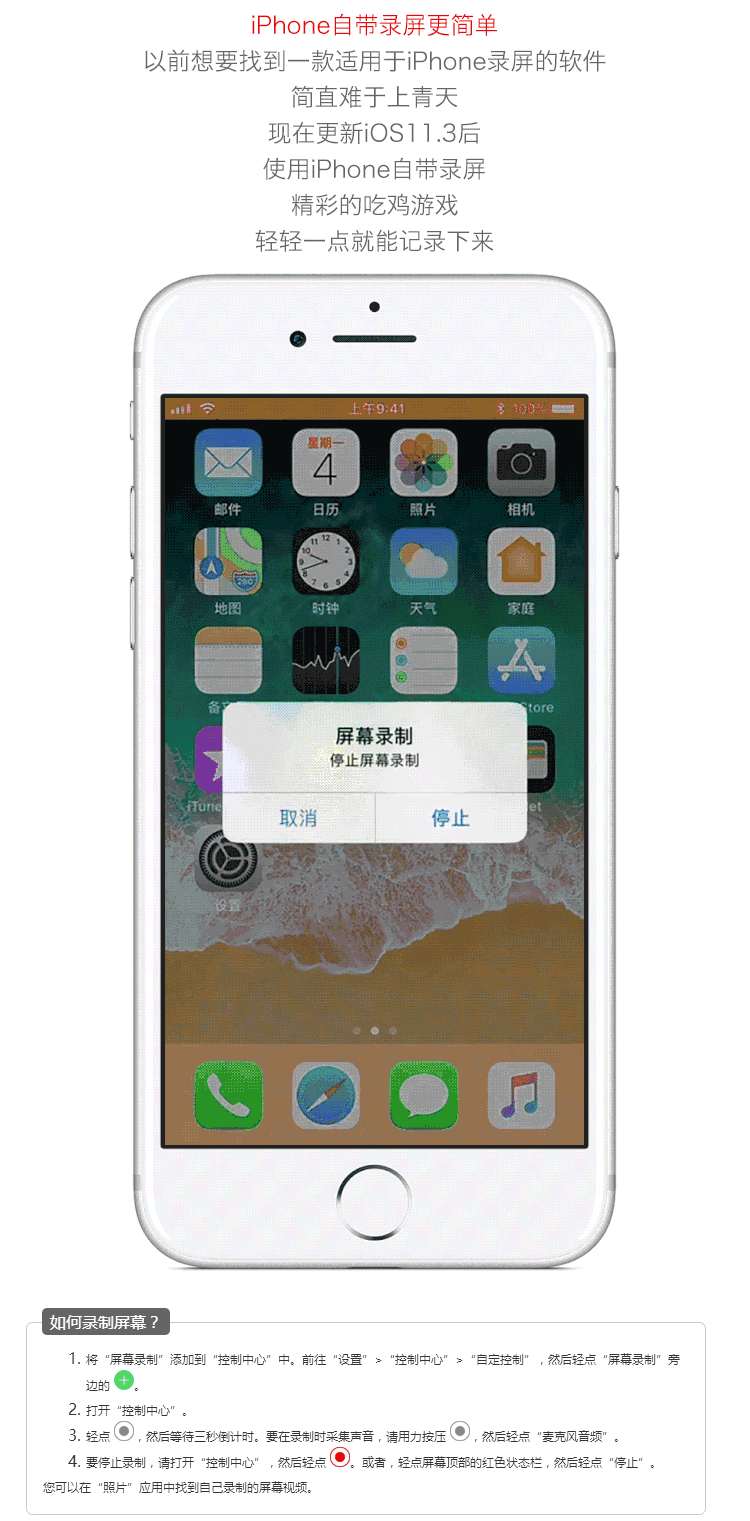 iPhone自带录屏更简单
以前想要找到一款适用于iPhone录屏的软件
简直难于上青天
现在更新iOS11.3后
使用iPhone自带录屏
精彩的吃鸡游戏
轻轻一点就能记录下来
上午9:41 100%
星期一
4
邮件 日历 照片 相机
280
地图 时钟 天气 家庭
Store
屏幕录制
停止屏幕录制
取消 停止
设置
如何录制屏幕？
1. 将“屏幕录制”添加到“控制中心”中。前往“设置”>“控制中心”>“自定控制”，然后轻点“屏幕录制”旁
边的 。
2. 打开“控制中心”。
3. 轻点 ，然后等待三秒倒计时。要在录制时采集声音，请用力按压 ，然后轻点“麦克风音频”。
4. 要停止录制，请打开“控制中心”，然后轻点 。或者，轻点屏幕顶部的红色状态栏，然后轻点“停止”。
您可以在“照片”应用中找到自己录制的屏幕视频。